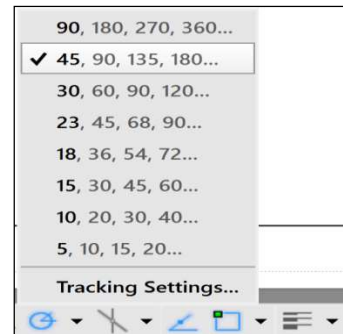 90, 180, 270, 360...
45, 90, 135, 180...
30, 60, 90, 120...
23, 45, 68, 90...
18, 36, 54, 72...
15, 30, 45, 60...
10, 20, 30, 40...
5, 10, 15, 20...
Tracking Settings...